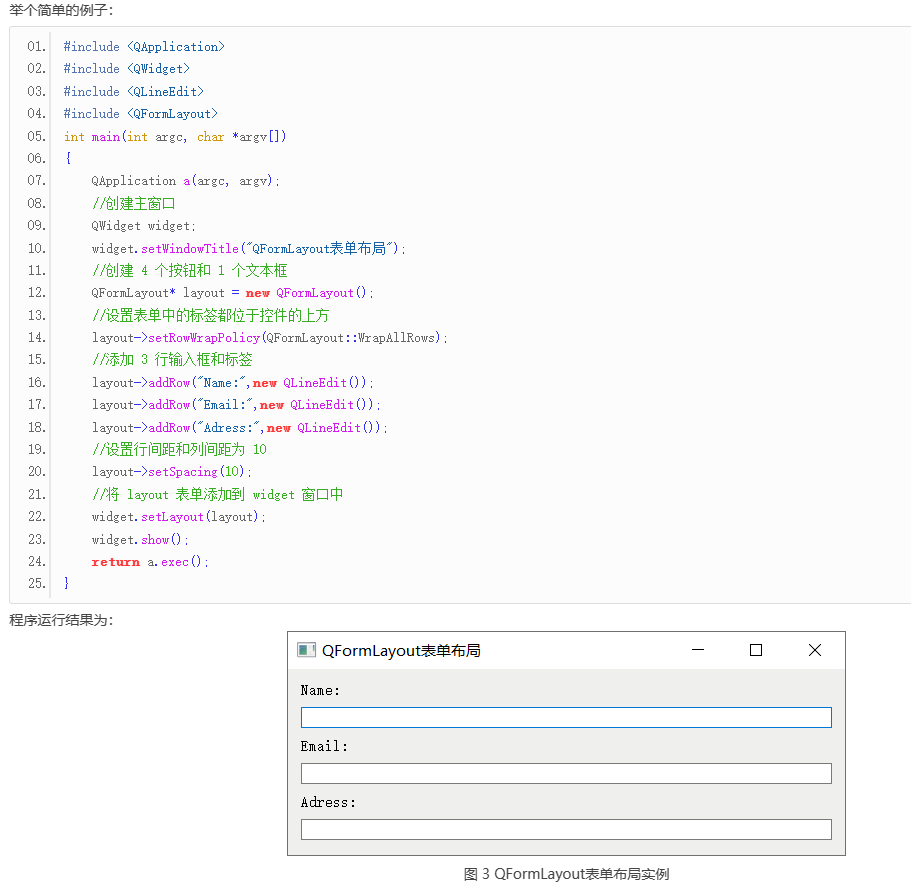 举个简单的例子：
01. #include <QApplication>
02. #include <QWidget>
03. #include <QLineEdit>
04. #include <QFormLayout>
05. int main(int argc, char *argv[])
06. {
07. QApplication a(argc, argv);
08. //创建主窗口
09. QWidget widget;
10. widget.setWindowTitle("QFormLayout表单布局");
11. //创建 4 个按钮和 1 个文本框
12. QFormLayout* layout = new QFormLayout();
13. //设置表单中的标签都位于控件的上方
14. layout->setRowWrapPolicy(QFormLayout::WrapAllRows);
15. //添加 3 行输入框和标签
16. layout->addRow("Name:",new QLineEdit());
17. layout->addRow("Email:",new QLineEdit());
18. layout->addRow("Adress:",new QLineEdit());
19. //设置行间距和列间距为 10
20. layout->setSpacing(10);
21. //将 layout 表单添加到 widget 窗口中
22. widget.setLayout(layout);
23. widget.show();
24. return a.exec();
25. }
程序运行结果为：
QFormLayout表单布局
Name:
Email:
Adress:
图 3 QFormLayout表单布局实例